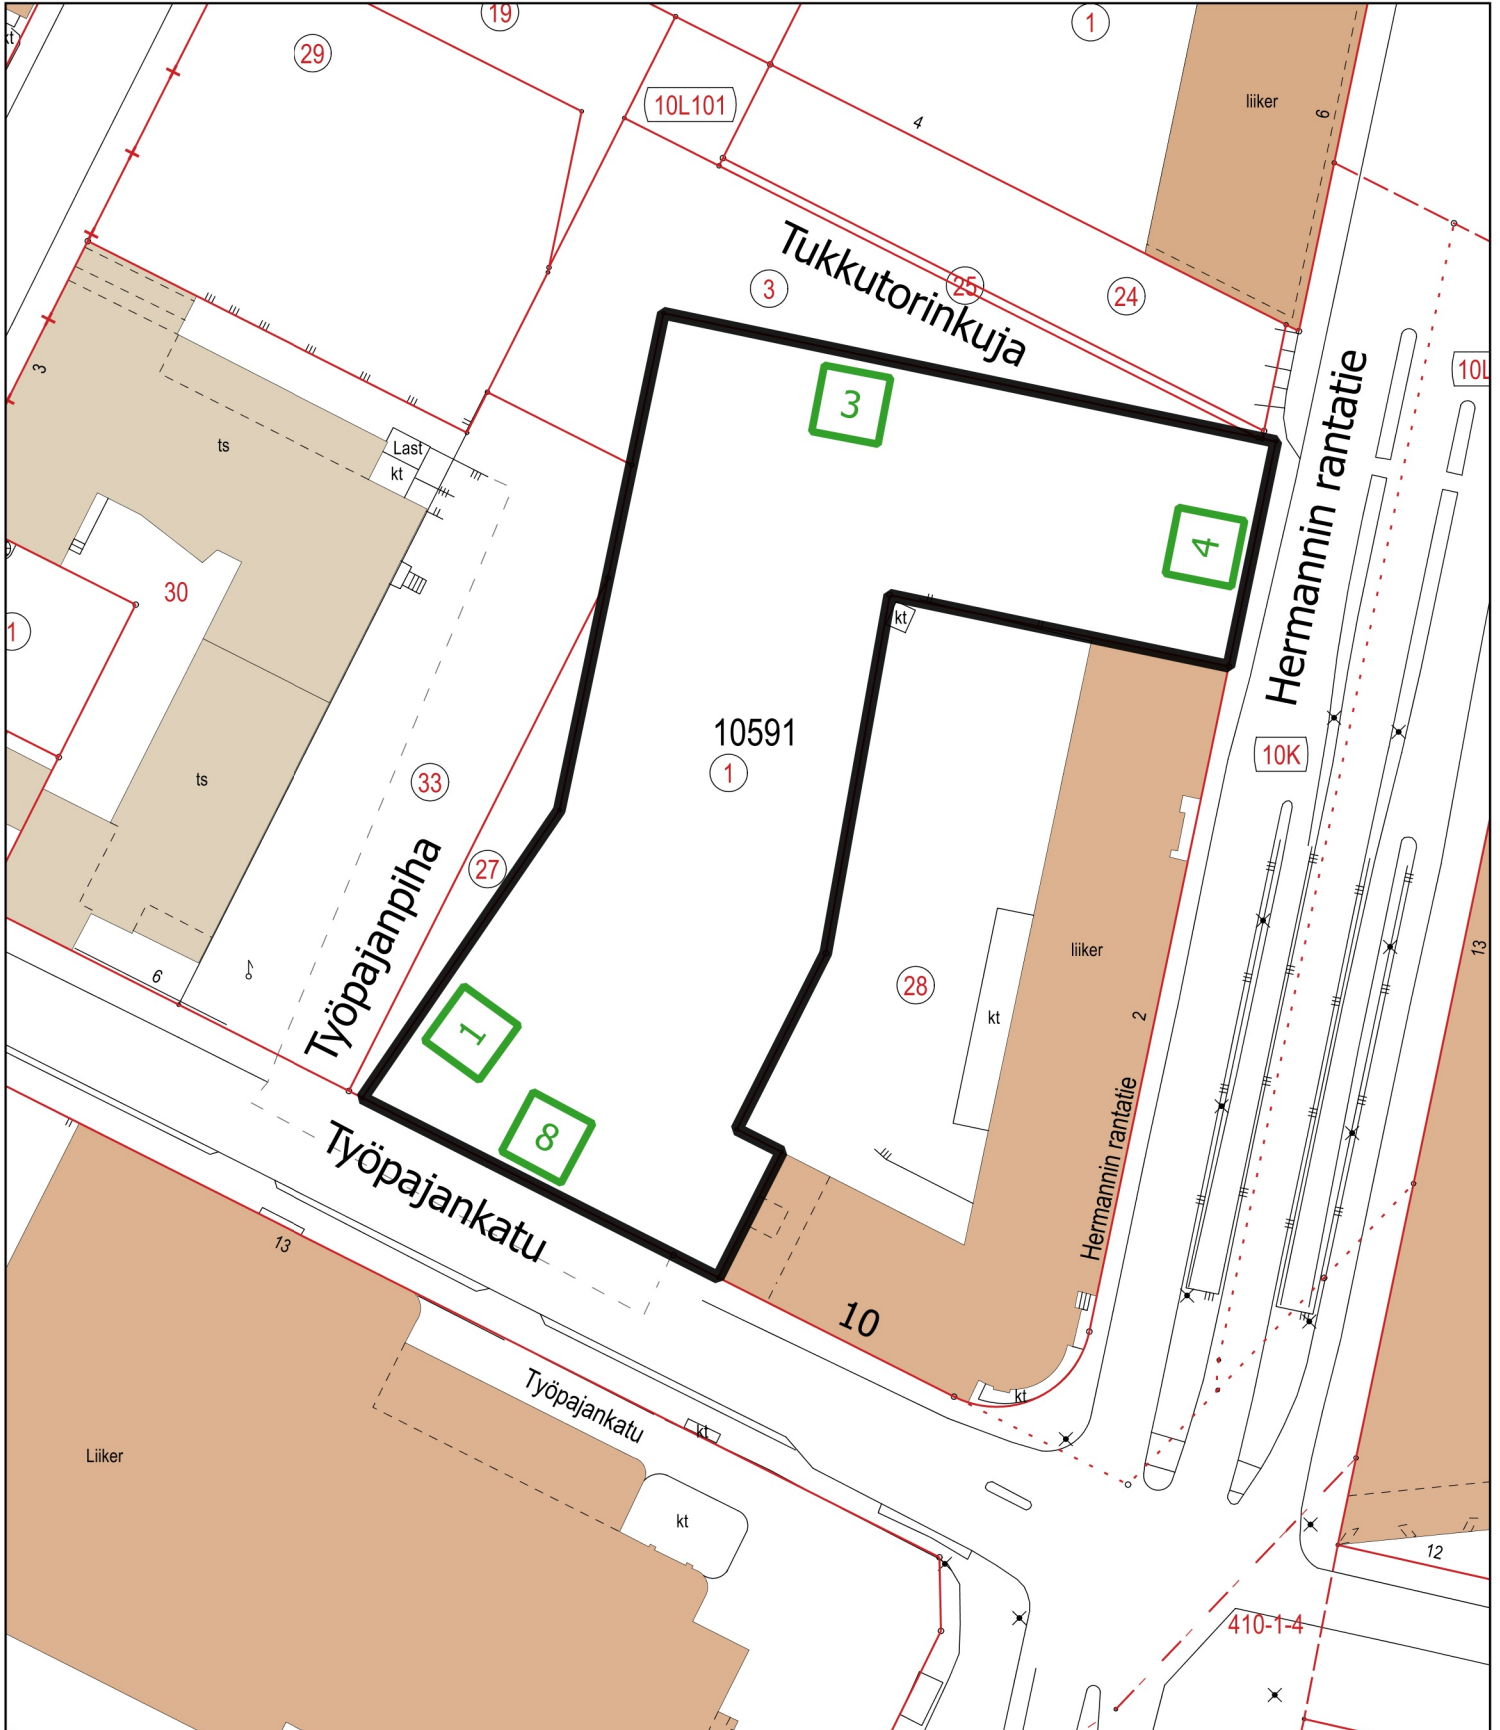 kt
19
29
1
10L101
liiker
6
4
Tukkutorinkuja
3
25
24
3
ts
Last
kt
3
4
10L
Hermannin rantatie
30
1
kt
10591
1
10K
ts
33
27
Työpajanpiha
liiker
28
kt
13
2
6
1
8
Hermannin rantatie
Työpajankatu
13
10
kt
Työpajankatu
kt
Liiker
kt
12
410-1-4